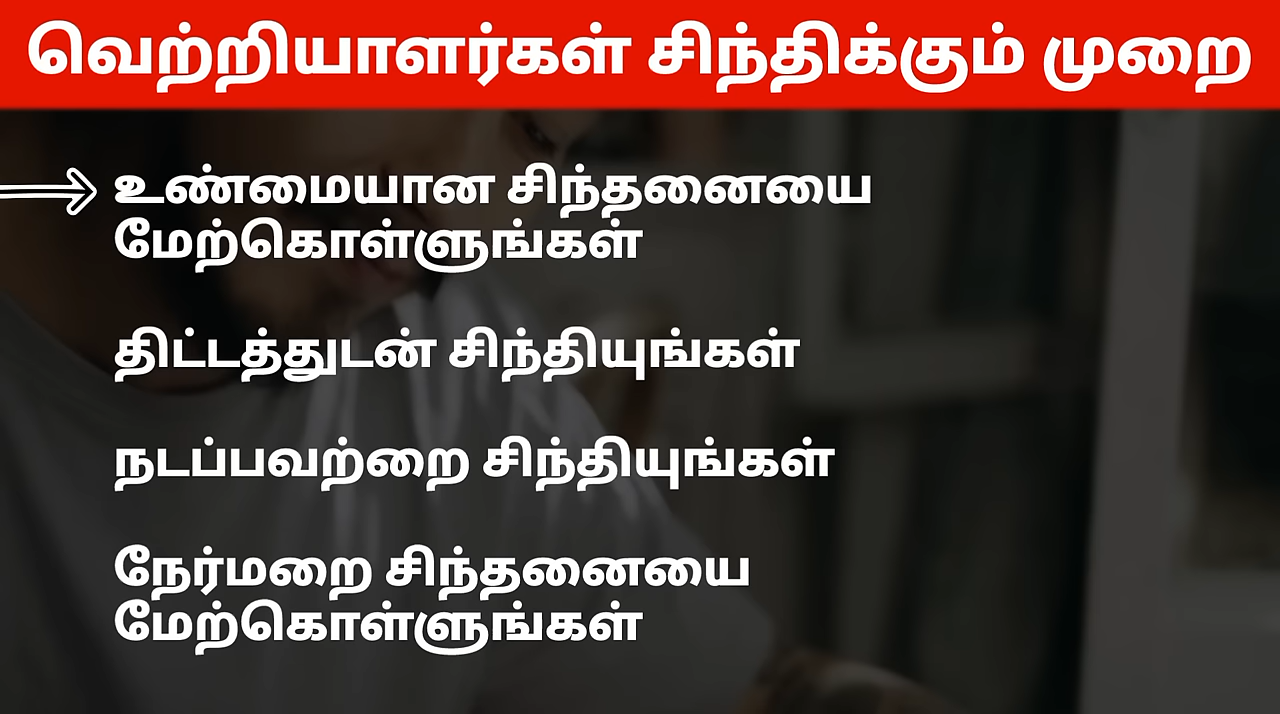 வெற்றியாளர்கள் சிந்திக்கும் முறை
உண்மையான சிந்தனையை
மேற்கொள்ளுங்கள்
திட்டத்துடன் சிந்தியுங்கள்
நடப்பவற்றை சிந்தியுங்கள்
நேர்மறை சிந்தனையை
மேற்கொள்ளுங்கள்